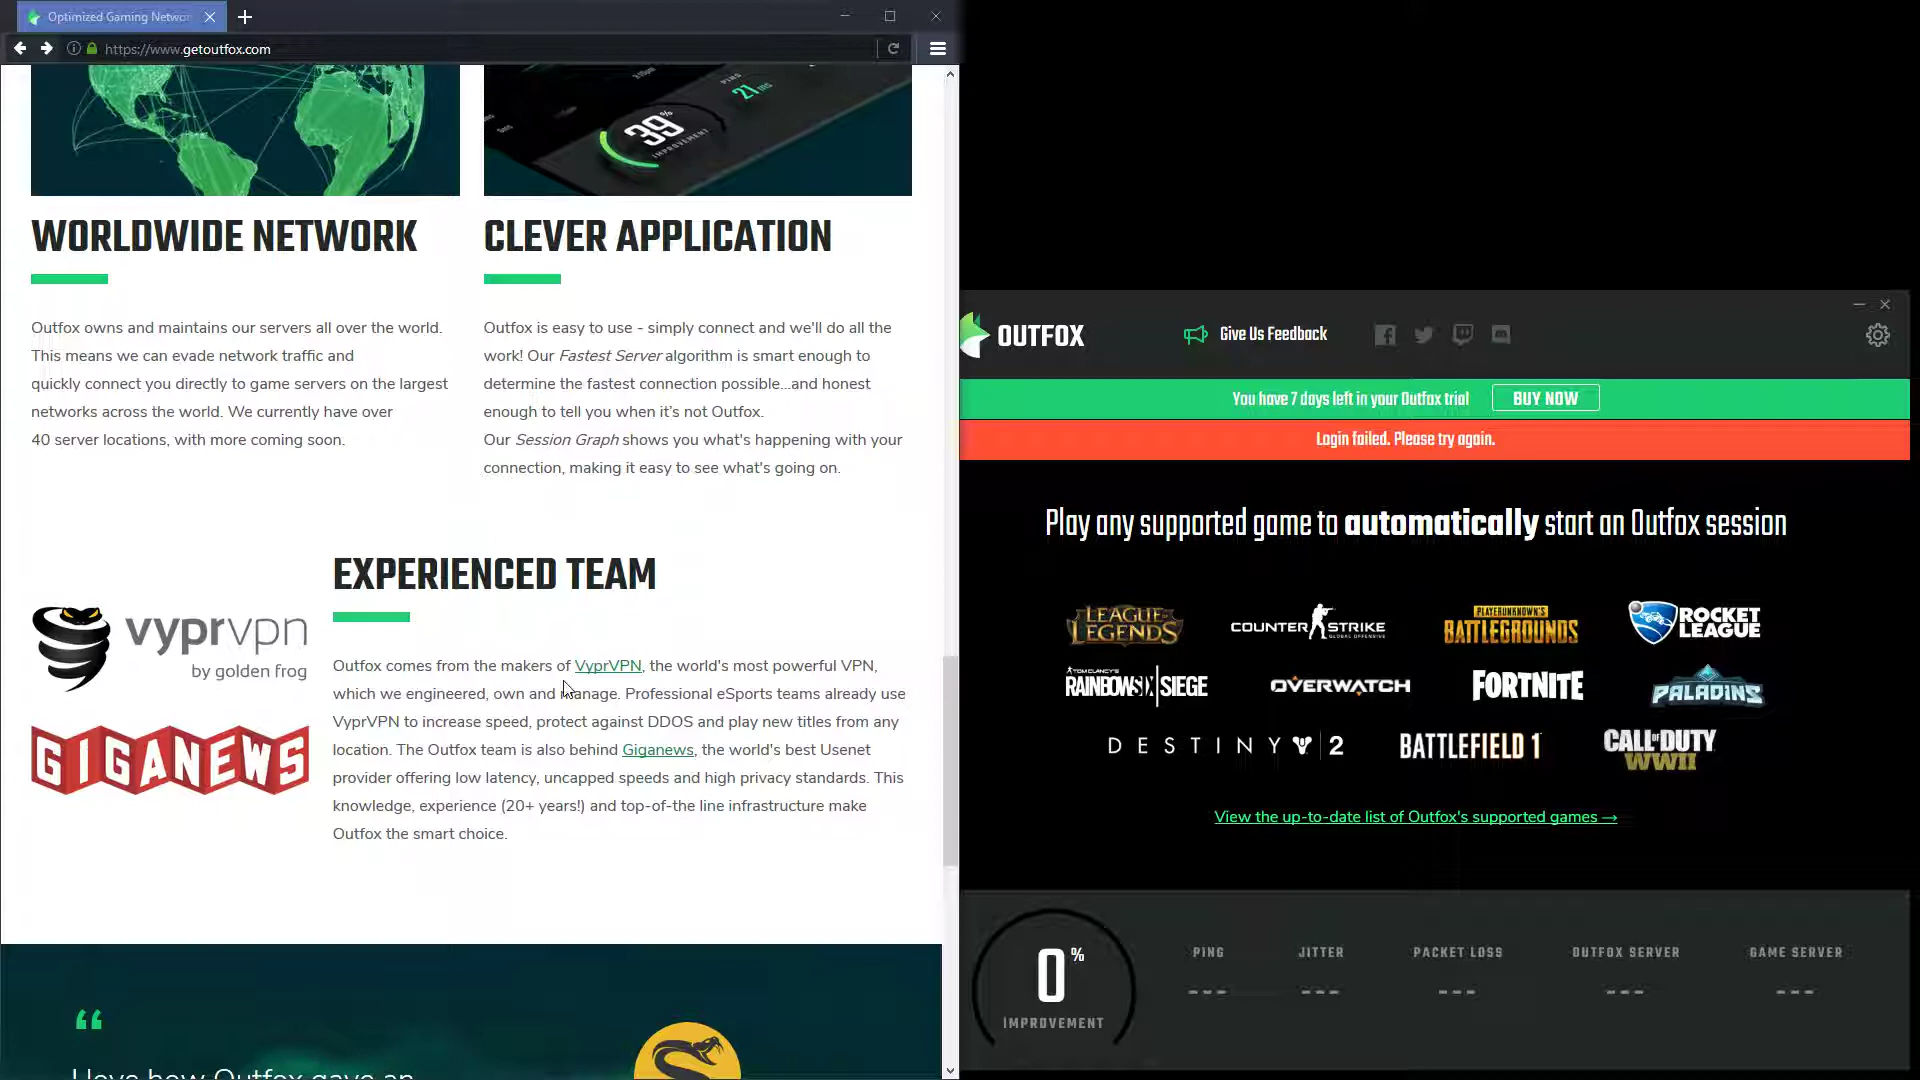 Optimized Gaming Networ
https://www.getoutfox.com
39%
IMPROVEMENT
PING
21 ms
WORLDWIDE NETWORK
Outfox owns and maintains our servers all over the world.
This means we can evade network traffic and
quickly connect you directly to game servers on the largest
networks across the world. We currently have over
40 server locations, with more coming soon.
CLEVER APPLICATION
Outfox is easy to use - simply connect and we'll do all the
work! Our Fastest Server algorithm is smart enough to
determine the fastest connection possible...and honest
enough to tell you when it's not Outfox.
Our Session Graph shows you what's happening with your
connection, making it easy to see what's going on.
vyprvpn
by golden frog
GIGANEWS
EXPERIENCED TEAM
Outfox comes from the makers of VyprVPN, the world's most powerful VPN,
which we engineered, own and manage. Professional eSports teams already use
VyprVPN to increase speed, protect against DDOS and play new titles from any
location. The Outfox team is also behind Giganews, the world's best Usenet
provider offering low latency, uncapped speeds and high privacy standards. This
knowledge, experience (20+ years!) and top-of-the line infrastructure make
Outfox the smart choice.
“
OUTFOX
Give Us Feedback
You have 7 days left in your Outfox trial
BUY NOW
Login failed. Please try again.
Play any supported game to automatically start an Outfox session
LEAGUE OF LEGENDS
COUNTER STRIKE
GLOBAL OFFENSIVE
PLAYERUNKNOWN'S
BATTLEGROUNDS
ROCKET
LEAGUE
TOM CLANCY'S
RAINBOW SIX SIEGE
OVERWATCH
FORTNITE
PALADINS
DESTINY 2
BATTLEFIELD 1
CALL OF DUTY
WWII
View the up-to-date list of Outfox's supported games →
0%
IMPROVEMENT
PING
JITTER
PACKET LOSS
OUTFOX SERVER
GAME SERVER
---
---
---
---
---